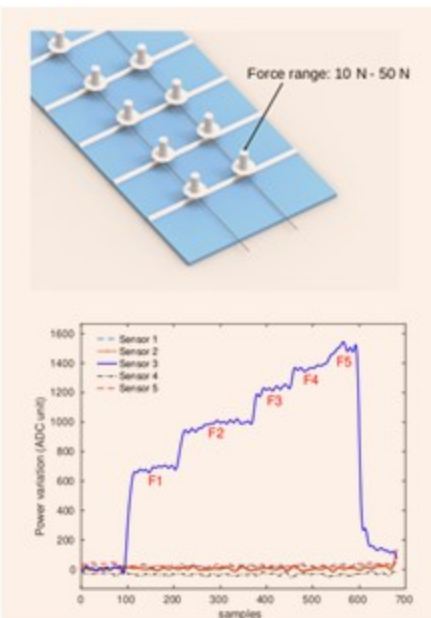 Force range: 10 N - 50 N
1600
1400
1200
1000
800
600
400
200
0
Power variation (ADC unit)
Sensor 1
Sensor 2
Sensor 3
Sensor 4
Sensor 5
F1
F2
F3
F4
F5
0 100 200 300 400 500 600 700
samples